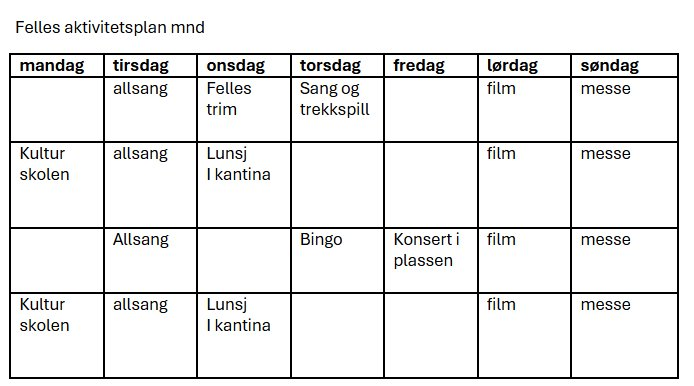 Felles aktivitetsplan mnd
mandag tirsdag onsdag torsdag fredag lørdag søndag
allsang Felles Sang og film messe
trim trekkspill
Kultur allsang Lunsj film messe
skolen I kantina
Allsang Bingo Konsert i film messe
plassen
Kultur allsang Lunsj film messe
skolen I kantina